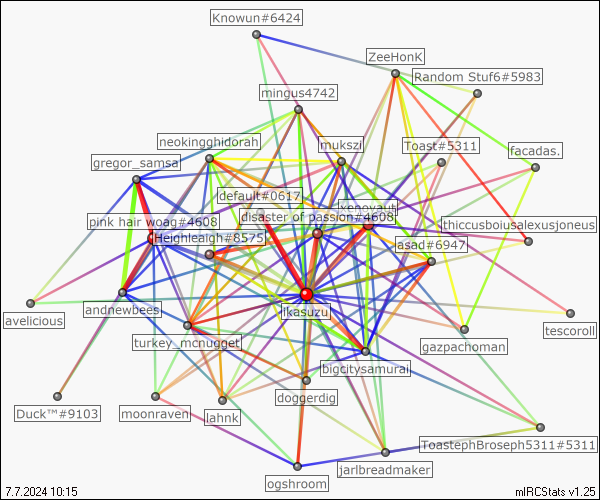 Knowun#6424
ZeeHonK
Random Stuf6#5983
mingus4742
neokingghidorah
mukszi
Toast#5311
facadas.
gregor_samsa
default#0617
xenovayt
pink hair woag#4608
disaster of passion#4608
thiccusboiusalexusjoneus
Heighleaigh#8575
asad#6947
ikasuzu
andnewbees
avelicious
tescoroll
turkey_mcnugget
gazpachoman
bigcitysamurai
doggerdig
Duck™#9103
moonraven
lahnk
ToastephBroseph5311#5311
jarlbreadmaker
ogshroom
7.7.2024 10:15
mIRCStats v1.25